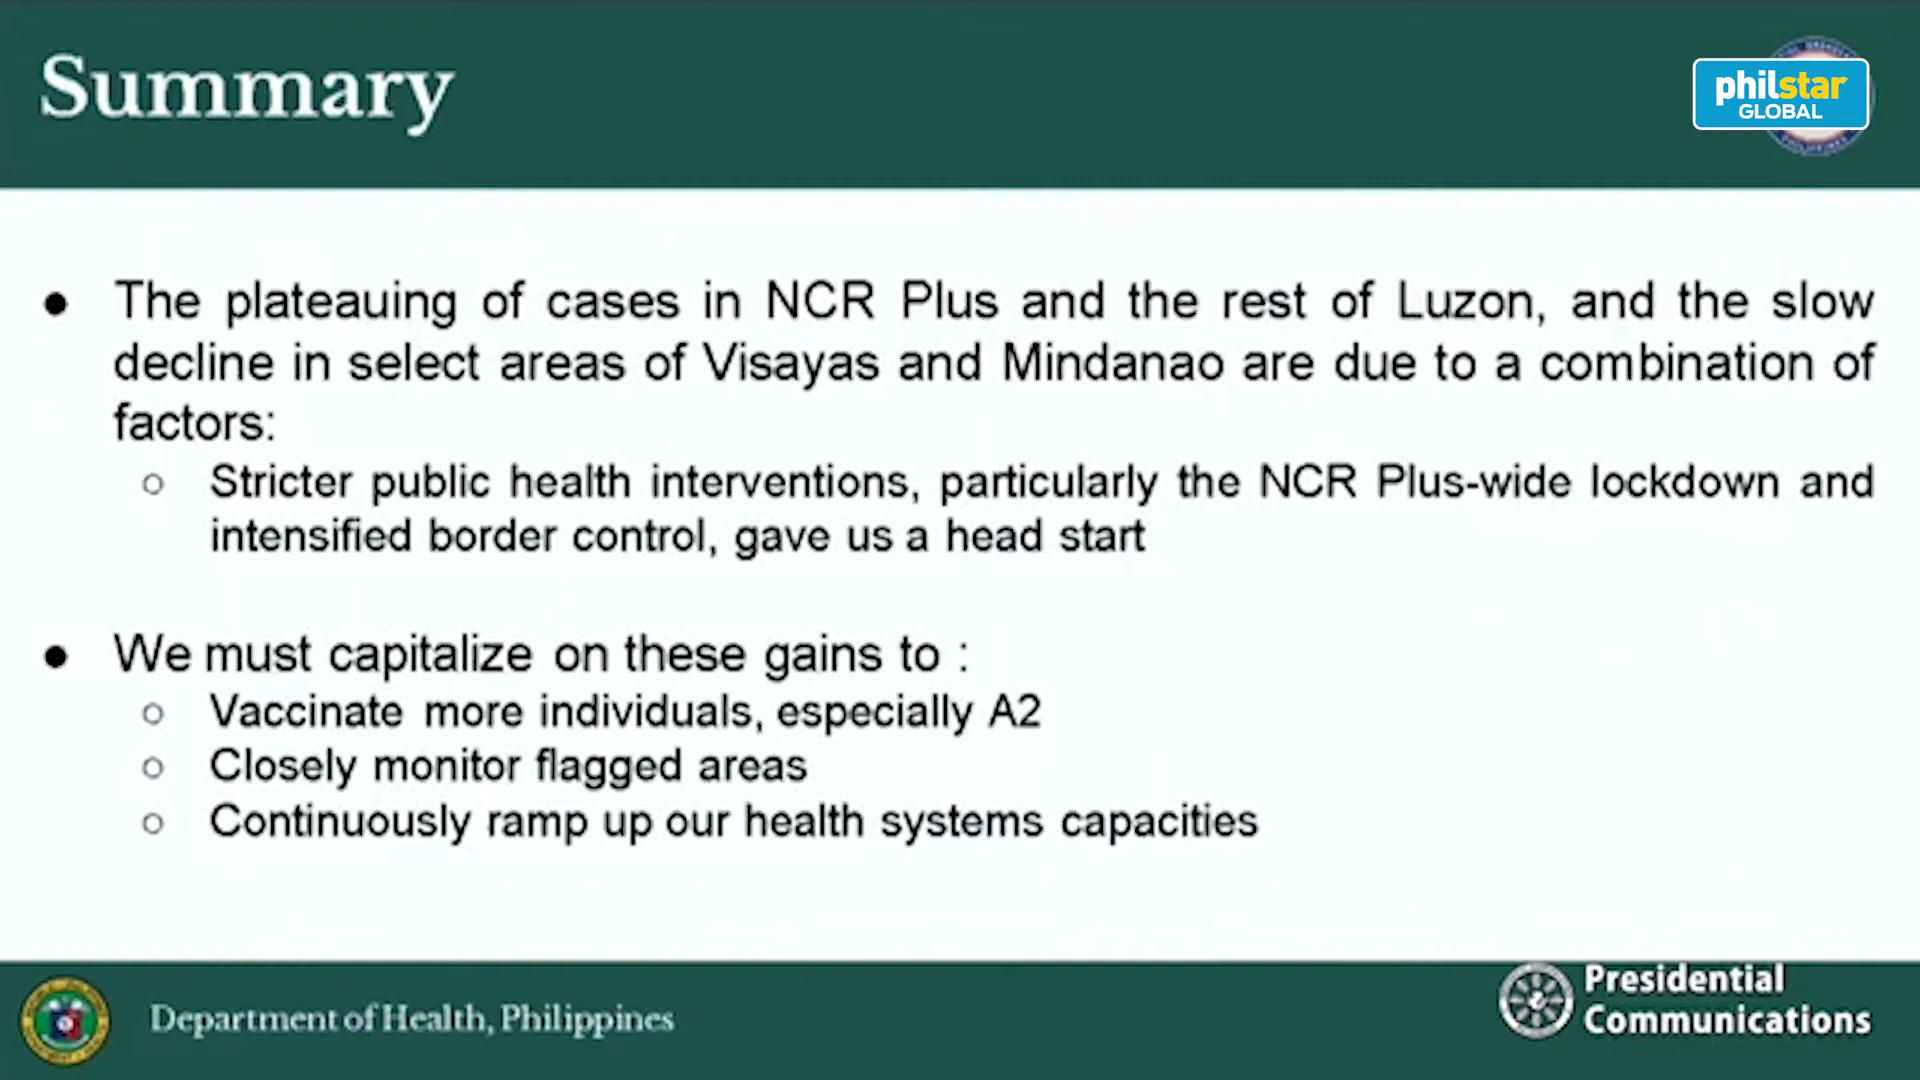 Summary
philstar
GLOBAL
● The plateauing of cases in NCR Plus and the rest of Luzon, and the slow
decline in select areas of Visayas and Mindanao are due to a combination of
factors:
○ Stricter public health interventions, particularly the NCR Plus-wide lockdown and
intensified border control, gave us a head start
● We must capitalize on these gains to :
○ Vaccinate more individuals, especially A2
○ Closely monitor flagged areas
○ Continuously ramp up our health systems capacities
Department of Health, Philippines
Presidential
Communications